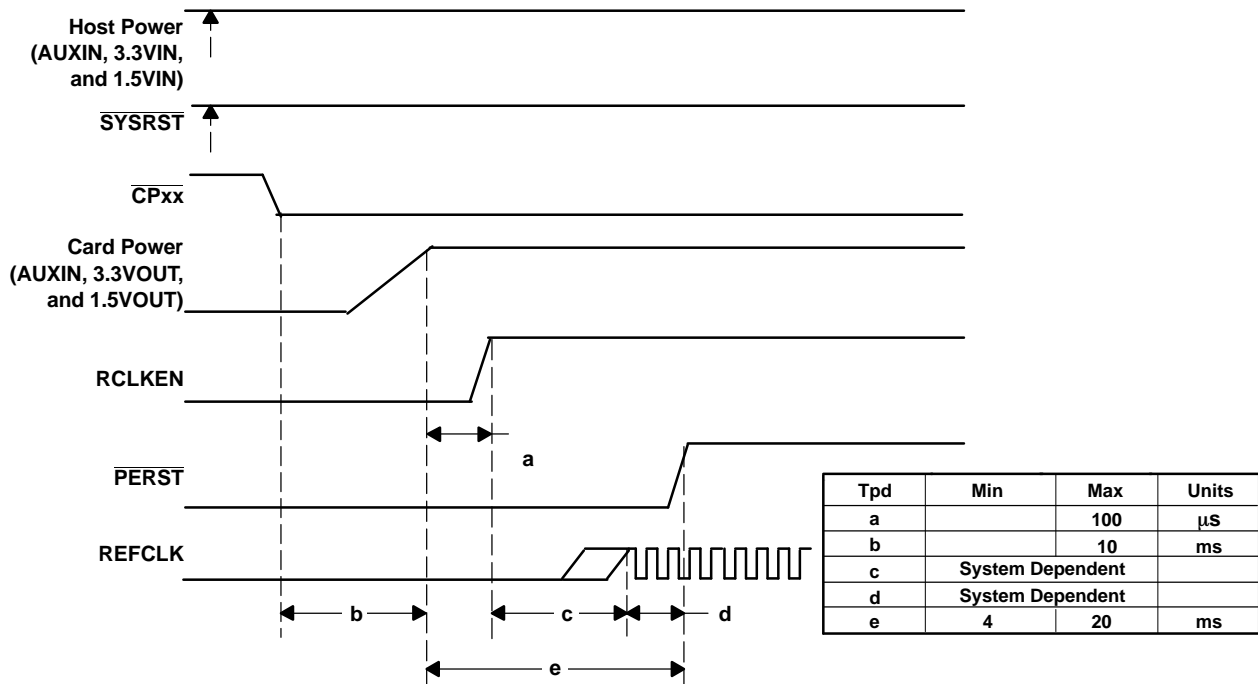 Host Power
(AUXIN, 3.3VIN,
and 1.5VIN)
SYSRST
CPxx
Card Power
(AUXIN, 3.3VOUT,
and 1.5VOUT)
RCLKEN
a
PERST
REFCLK
b
c
d
e
Tpd Min Max Units
a 100 μs
b 10 ms
c System Dependent
d System Dependent
e 4 20 ms